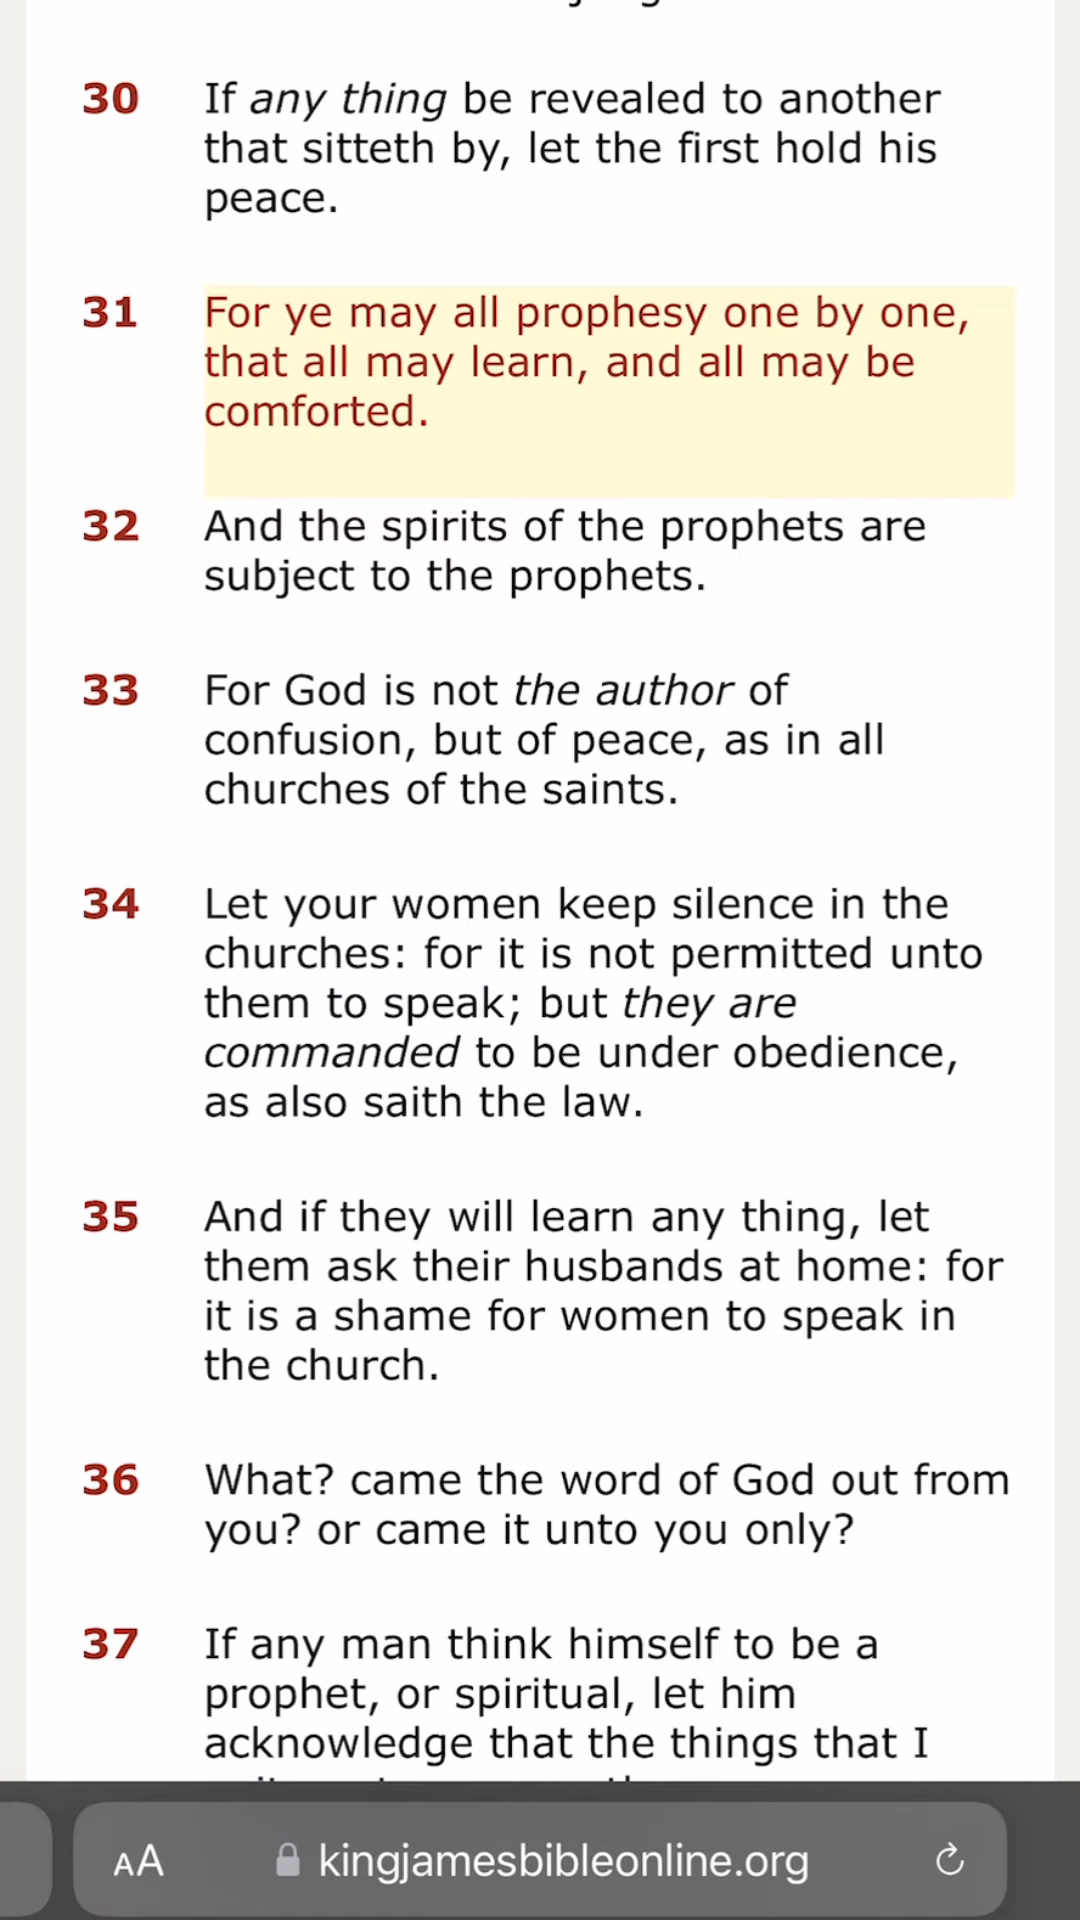 30 If any thing be revealed to another
that sitteth by, let the first hold his
peace.
31 For ye may all prophesy one by one,
that all may learn, and all may be
comforted.
32 And the spirits of the prophets are
subject to the prophets.
33 For God is not the author of
confusion, but of peace, as in all
churches of the saints.
34 Let your women keep silence in the
churches: for it is not permitted unto
them to speak; but they are
commanded to be under obedience,
as also saith the law.
35 And if they will learn any thing, let
them ask their husbands at home: for
it is a shame for women to speak in
the church.
36 What? came the word of God out from
you? or came it unto you only?
37 If any man think himself to be a
prophet, or spiritual, let him
acknowledge that the things that I
AA kingjamesbibleonline.org